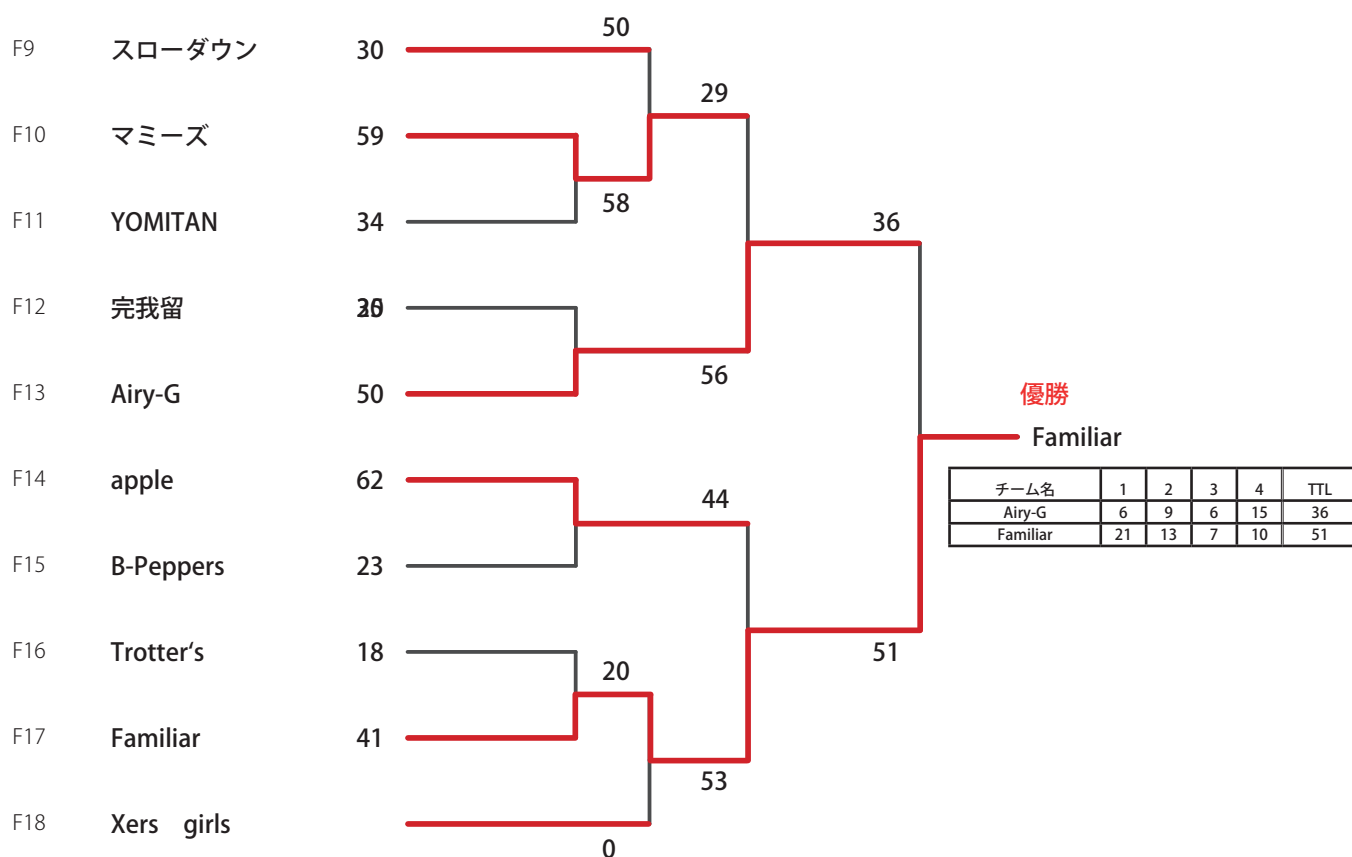 50
F9 スローダウン 30
29
F10 マミーズ 59
58
F11 YOMITAN 34
36
F12 完我留
56
F13 Airy-G 50
優勝
Familiar
F14 apple 62
44
チーム名 1 2 3 4 TTL
Airy-G 6 9 6 15 36
Familiar 21 13 7 10 51
F15 B-Peppers 23
F16 Trotter‘s 18
51
20
F17 Familiar 41
53
F18 Xers　girls
0